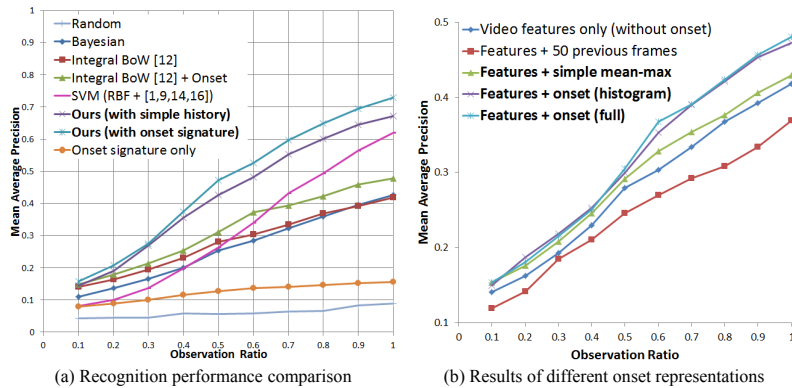 1
0.9
0.8
0.7
0.6
0.5
0.4
0.3
0.2
0.1
0
Mean Average Precision
Random
Bayesian
Integral BoW [12]
Integral BoW [12] + Onset
SVM (RBF + [1,9,14,16])
Ours (with simple history)
Ours (with onset signature)
Onset signature only
0 0.1 0.2 0.3 0.4 0.5 0.6 0.7 0.8 0.9 1
Observation Ratio
(a) Recognition performance comparison
0.5
0.4
0.3
0.2
0.1
Mean Average Precision
Video features only (without onset)
Features + 50 previous frames
Features + simple mean-max
Features + onset (histogram)
Features + onset (full)
0 0.1 0.2 0.3 0.4 0.5 0.6 0.7 0.8 0.9 1
Observation Ratio
(b) Results of different onset representations